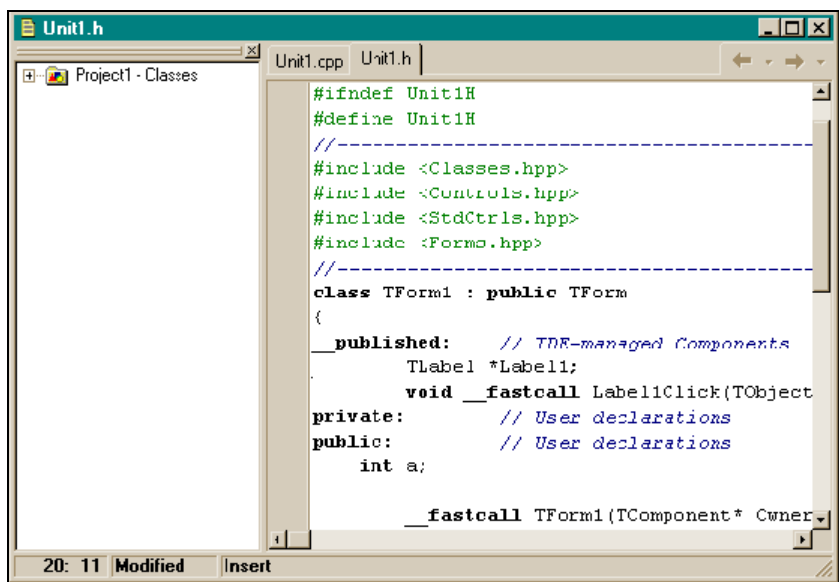 Unit1.h
Project1 - Classes
Unit1.cpp Unit1.h
#ifndef Unit1H
#define Unit1H
//----------------------------------------
#include <Classes.hpp>
#include <Controls.hpp>
#include <StdCtrls.hpp>
#include <Forms.hpp>
//----------------------------------------
class TForm1 : public TForm
{
__published: // IDE-managed Components
TLabel *Label1;
void __fastcall Label1Click(TObject
private: // User declarations
public: // User declarations
int a;
__fastcall TForm1(TComponent* Owner
20: 11 Modified Insert